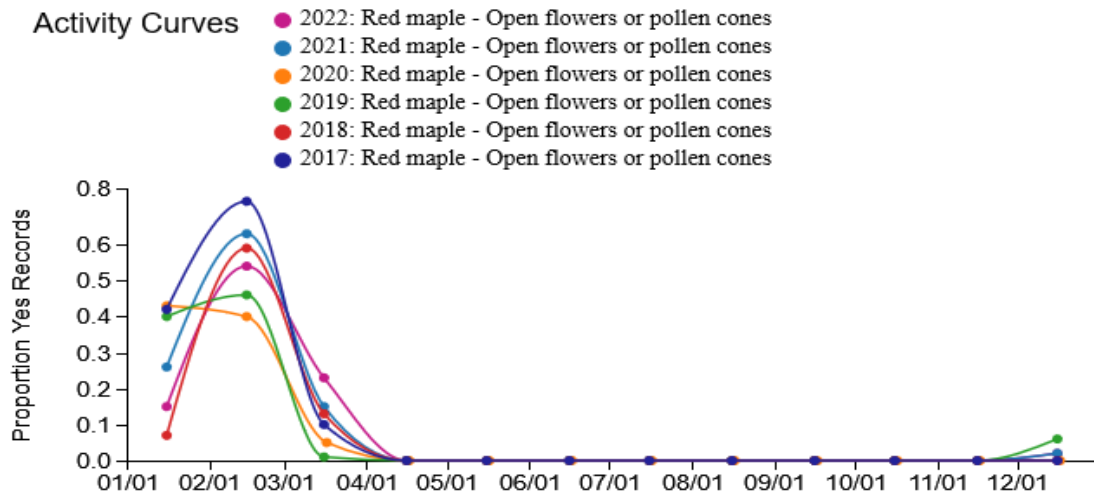 Activity Curves
2022: Red maple - Open flowers or pollen cones
2021: Red maple - Open flowers or pollen cones
2020: Red maple - Open flowers or pollen cones
2019: Red maple - Open flowers or pollen cones
2018: Red maple - Open flowers or pollen cones
2017: Red maple - Open flowers or pollen cones
Proportion Yes Records
0.8
0.6
0.5
0.4
0.3
0.2
0.1
0.0
01/01 02/01 03/01 04/01 05/01 06/01 07/01 08/01 09/01 10/01 11/01 12/01